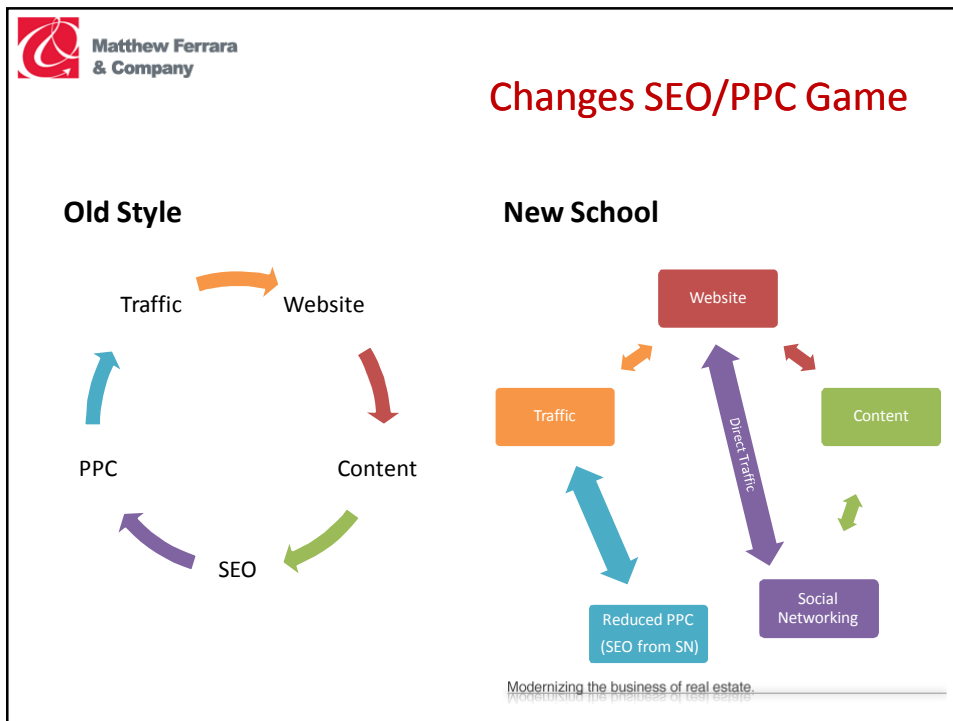 Matthew Ferrara
& Company
Changes SEO/PPC Game
Old Style
Traffic
Website
PPC
Content
SEO
New School
Website
Traffic
Content
Direct Traffic
Social
Networking
Reduced PPC
(SEO from SN)
Modernizing the business of real estate.